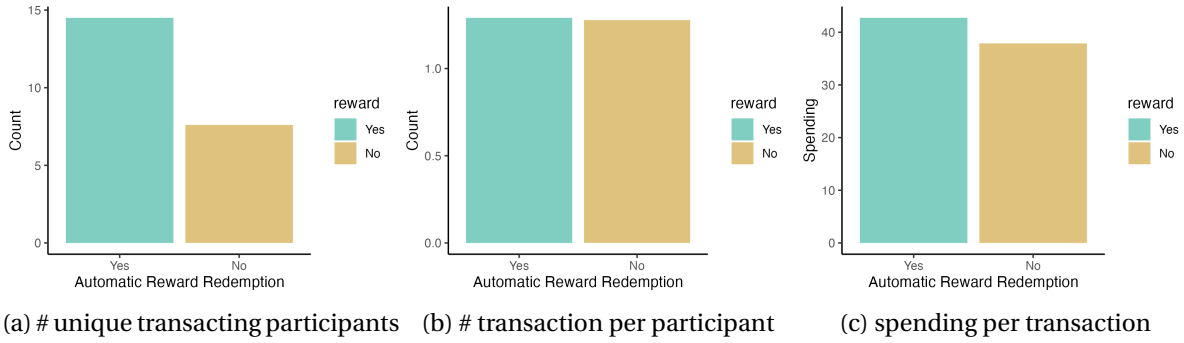 15
10
5
0
Count
Yes
No
Automatic Reward Redemption
reward
Yes
No
(a) # unique transacting participants
1.0
0.5
0.0
Count
Yes
No
Automatic Reward Redemption
reward
Yes
No
(b) # transaction per participant
40
30
20
10
0
Spending
Yes
No
Automatic Reward Redemption
reward
Yes
No
(c) spending per transaction